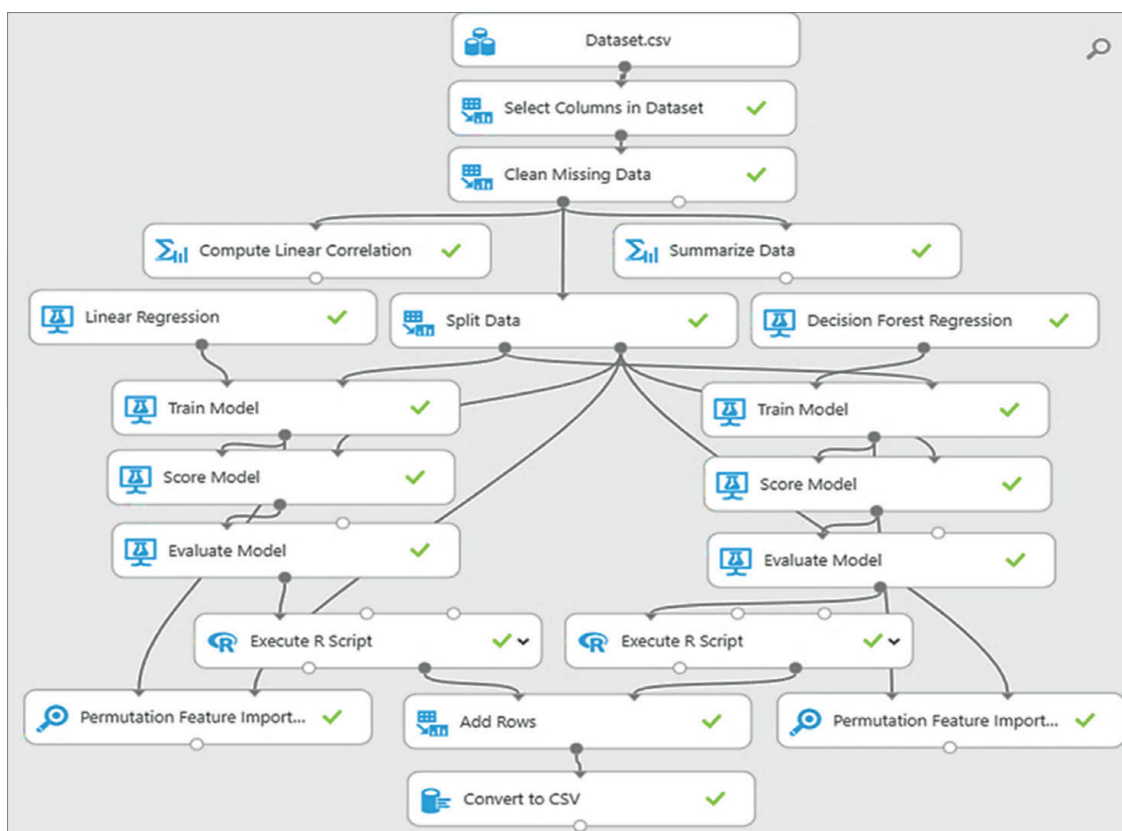 Dataset.csv
Select Columns in Dataset
Clean Missing Data
Compute Linear Correlation
Summarize Data
Linear Regression
Split Data
Decision Forest Regression
Train Model
Train Model
Score Model
Score Model
Evaluate Model
Evaluate Model
Execute R Script
Execute R Script
Permutation Feature Import...
Add Rows
Permutation Feature Import...
Convert to CSV